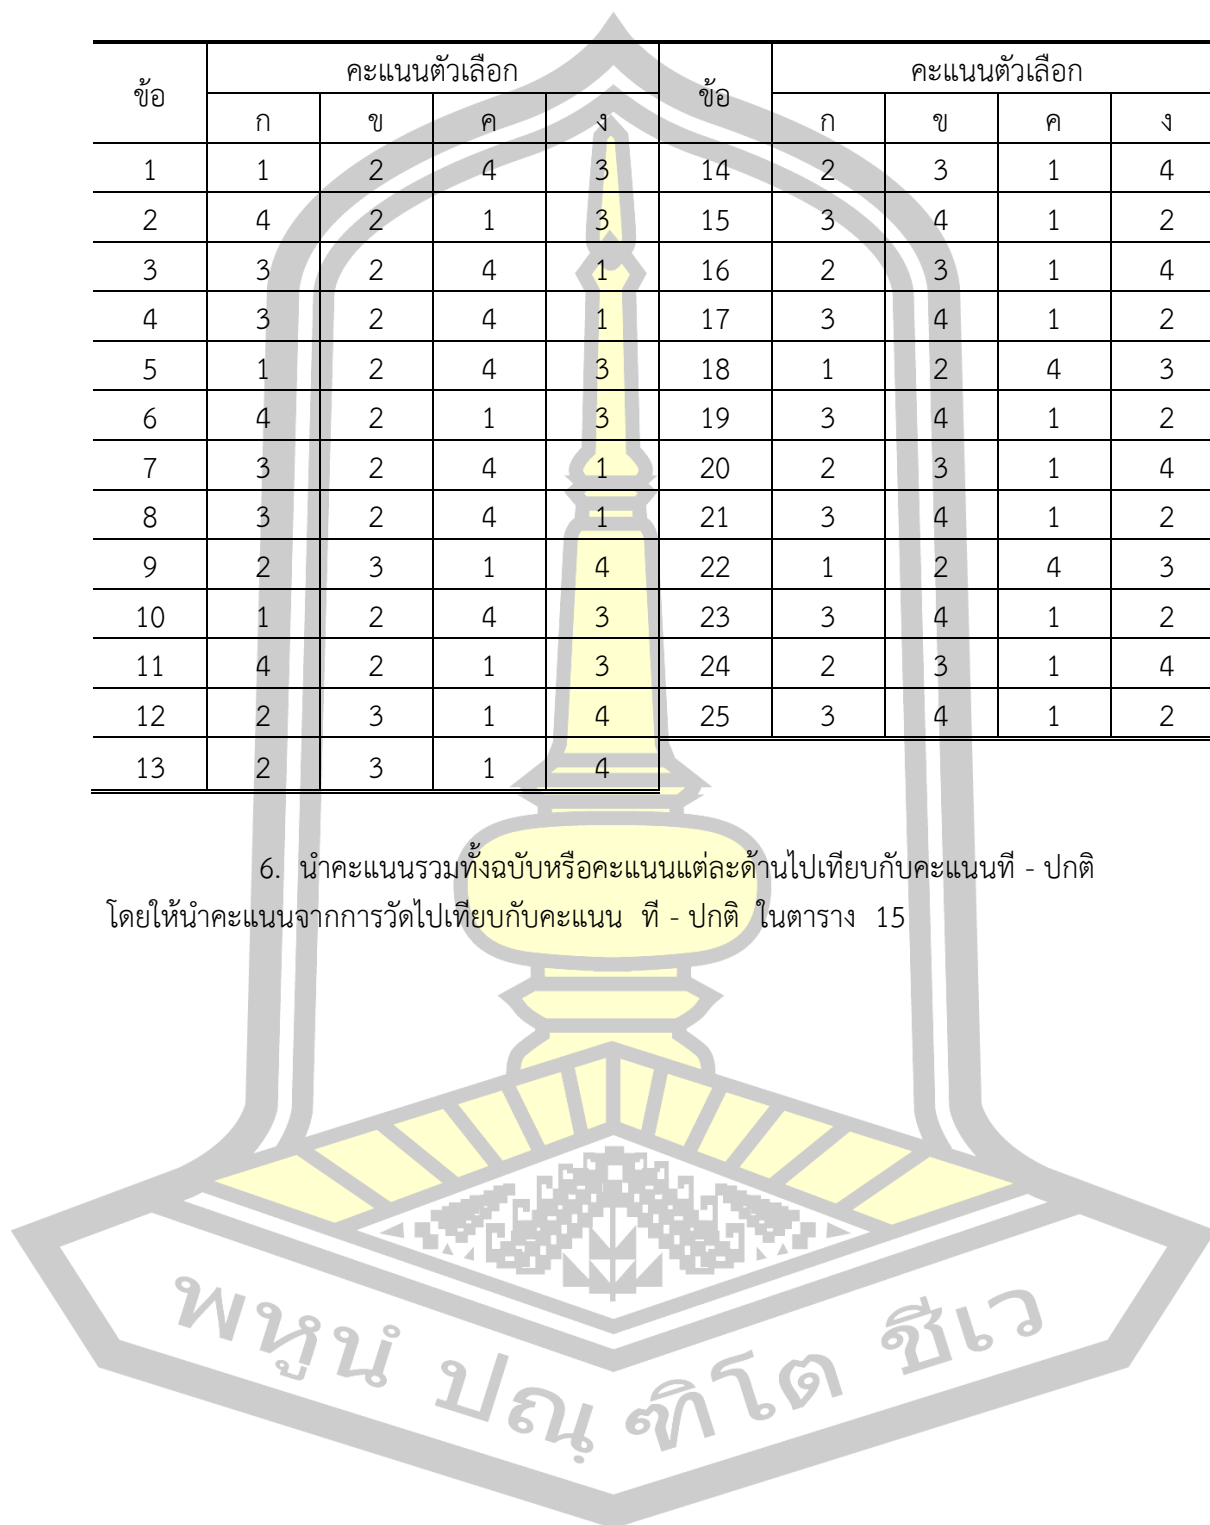 ข้อ คะแนนตัวเลือก ข้อ คะแนนตัวเลือก
ก ข ค ง ก ข ค ง
1 1 2 4 3 14 2 3 1 4
2 4 2 1 3 15 3 4 1 2
3 3 2 4 1 16 2 3 1 4
4 3 2 4 1 17 3 4 1 2
5 1 2 4 3 18 1 2 4 3
6 4 2 1 3 19 3 4 1 2
7 3 2 4 1 20 2 3 1 4
8 3 2 4 1 21 3 4 1 2
9 2 3 1 4 22 1 2 4 3
10 1 2 4 3 23 3 4 1 2
11 4 2 1 3 24 2 3 1 4
12 2 3 1 4 25 3 4 1 2
13 2 3 1 4
6. นำคะแนนรวมทั้งฉบับหรือคะแนนแต่ละด้านไปเทียบกับคะแนนที - ปกติ
โดยให้นำคะแนนจากการวัดไปเทียบกับคะแนน ที - ปกติ ในตาราง 15
พหูนํ ปณฺฑิโต ชีเว